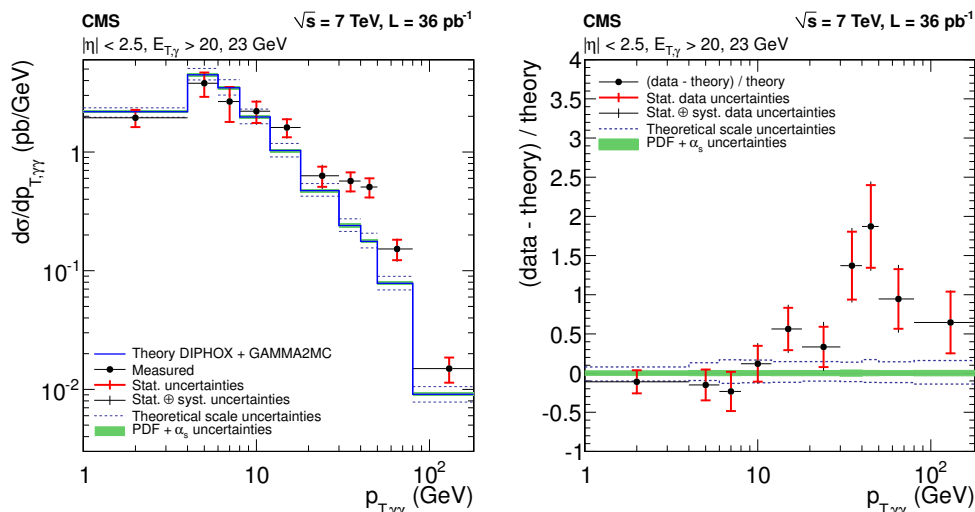 CMS √s = 7 TeV, L = 36 pb⁻¹
|η| < 2.5, E_T,γ > 20, 23 GeV
dσ/dp_T,γγ (pb/GeV)
1
10⁻¹
10⁻²
Theory DIPHOX + GAMMA2MC
Measured
Stat. uncertainties
Stat. ⊕ syst. uncertainties
Theoretical scale uncertainties
PDF + α_s uncertainties
1 10 10²
p_T,γγ (GeV)
CMS √s = 7 TeV, L = 36 pb⁻¹
|η| < 2.5, E_T,γ > 20, 23 GeV
(data - theory) / theory
4
3.5
3
2.5
2
1.5
1
0.5
0
-0.5
-1
(data - theory) / theory
Stat. data uncertainties
Stat. ⊕ syst. data uncertainties
Theoretical scale uncertainties
PDF + α_s uncertainties
1 10 10²
p_T,γγ (GeV)